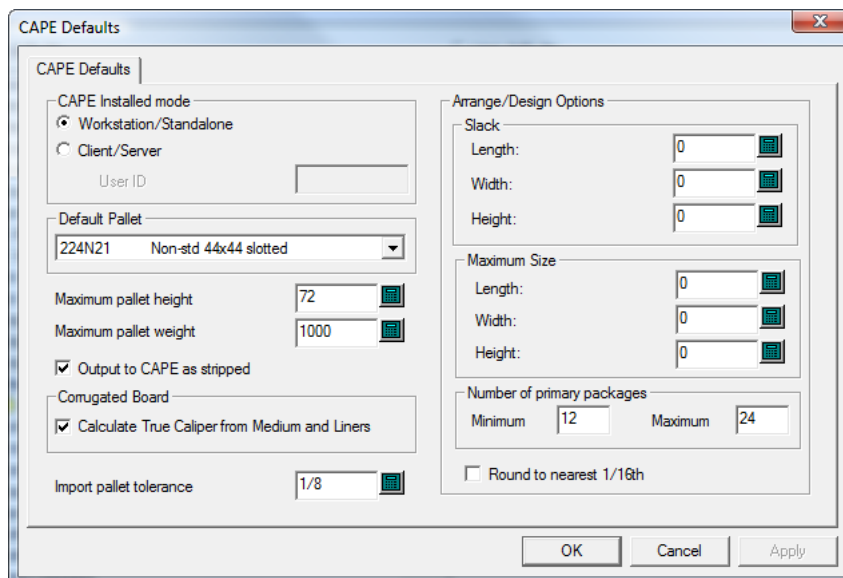 CAPE Defaults
CAPE Defaults
CAPE Installed mode
Workstation/Standalone
Client/Server
User ID
Default Pallet
224N21 Non-std 44x44 slotted
Maximum pallet height 72
Maximum pallet weight 1000
Output to CAPE as stripped
Corrugated Board
Calculate True Caliper from Medium and Liners
Import pallet tolerance 1/8
Arrange/Design Options
Slack
Length: 0
Width: 0
Height: 0
Maximum Size
Length: 0
Width: 0
Height: 0
Number of primary packages
Minimum 12 Maximum 24
Round to nearest 1/16th
OK Cancel Apply